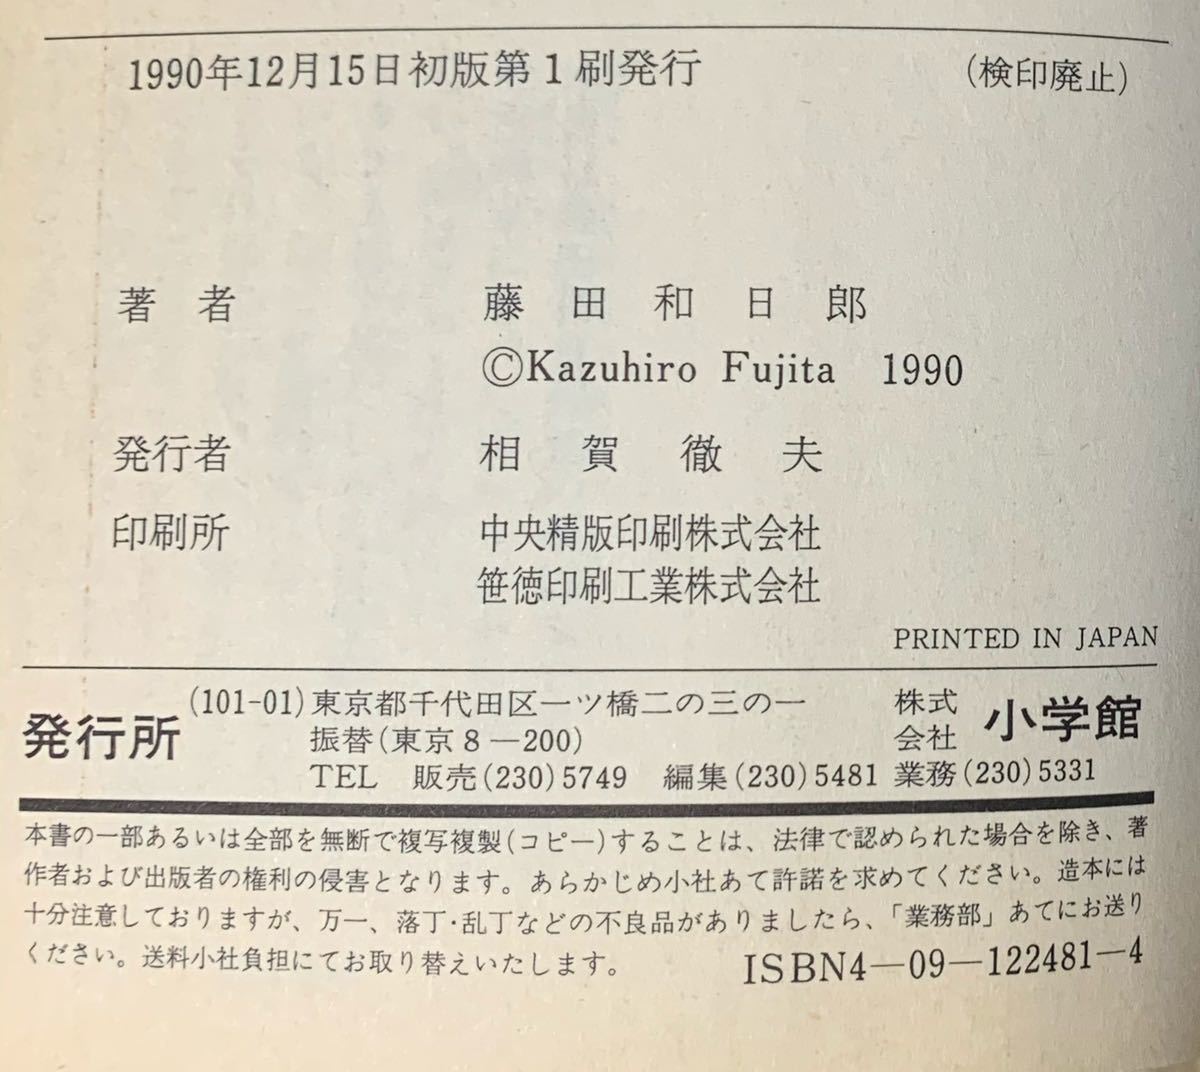 1990年12月15日初版第1刷発行 (検印廃止)
著者 藤田和日郎
©Kazuhiro Fujita 1990
発行者 相賀徹夫
印刷所 中央精版印刷株式会社
笹徳印刷工業株式会社
PRINTED IN JAPAN
発行所 (101-01)東京都千代田区一ツ橋二の三の一 株式会社 小学館
振替(東京8—200)
TEL 販売(230)5749 編集(230)5481 業務(230)5331
本書の一部あるいは全部を無断で複写複製(コピー)することは、法律で認められた場合を除き、著
作者および出版者の権利の侵害となります。あらかじめ小社あて許諾を求めてください。造本には
十分注意しておりますが、万一、落丁・乱丁などの不良品がありましたら、「業務部」あてにお送り
ください。送料小社負担にてお取り替えいたします。
ISBN4—09—122481—4